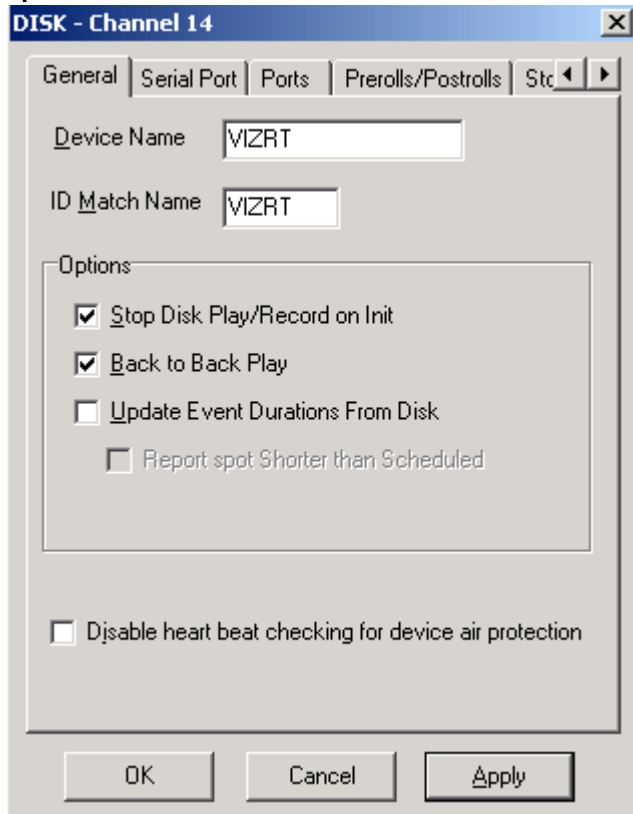 DISK - Channel 14
General Serial Port Ports Prerolls/Postrolls Sto
Device Name VIZRT
ID Match Name VIZRT
Options
Stop Disk Play/Record on Init
Back to Back Play
Update Event Durations From Disk
Report spot Shorter than Scheduled
Disable heart beat checking for device air protection
OK Cancel Apply